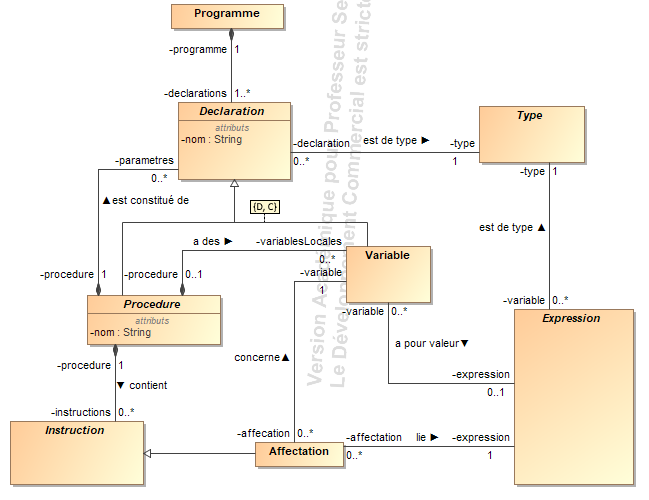 Programme
-programme 1
-declarations 1..*
Declaration
attributs
-nom : String
-declaration
0..*
est de type ►
-type
1
Type
-type 1
est de type ▲
-variable 0..*
Expression
-parametres
0..*
▲est constitué de
-procedure 1
{D, C}
a des ►
-variablesLocales
0..*
-procedure 0..1
Variable
-variable
1
-variable 0..*
Procedure
attributs
-nom : String
a pour valeur▼
-expression
0..1
concerne▲
-procedure 1
▼ contient
-instructions 0..*
Instruction
-affecation 0..*
Affectation
-affectation
0..*
lie ►
-expression
1
Version Académique pour Professeur Se
Le Développement Commercial est stricte